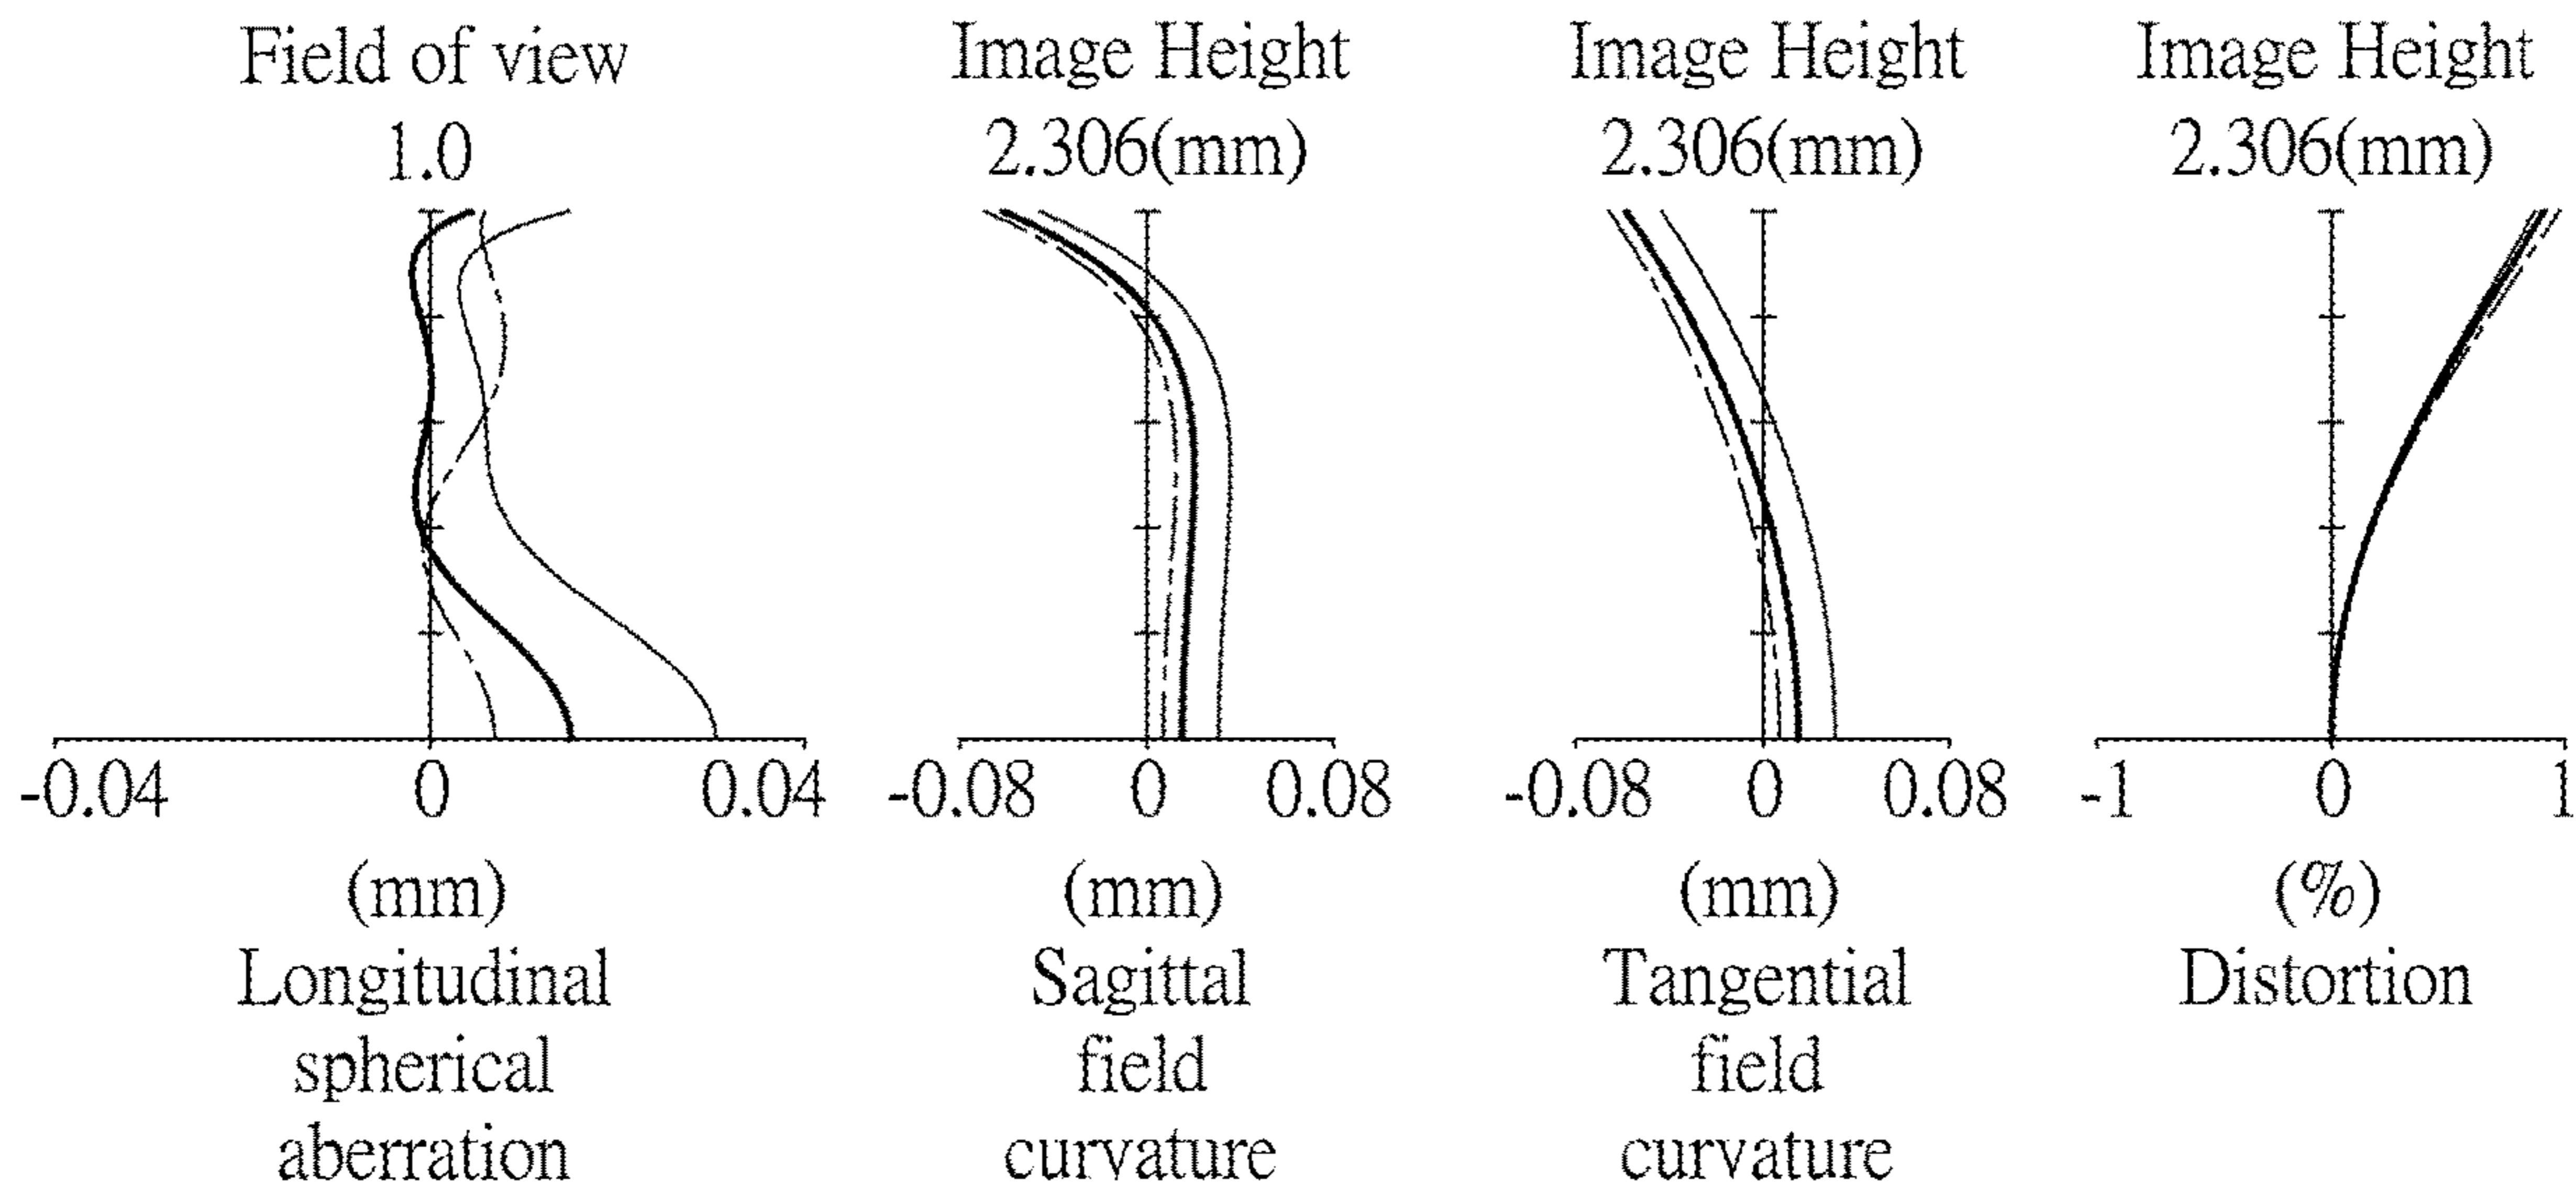 Field of view
1.0
-0.04 0 0.04
(mm)
Longitudinal
spherical
aberration
Image Height
2.306(mm)
-0.08 0 0.08
(mm)
Sagittal
field
curvature
Image Height
2.306(mm)
-0.08 0 0.08
(mm)
Tangential
field
curvature
Image Height
2.306(mm)
-1 0 1
(%)
Distortion